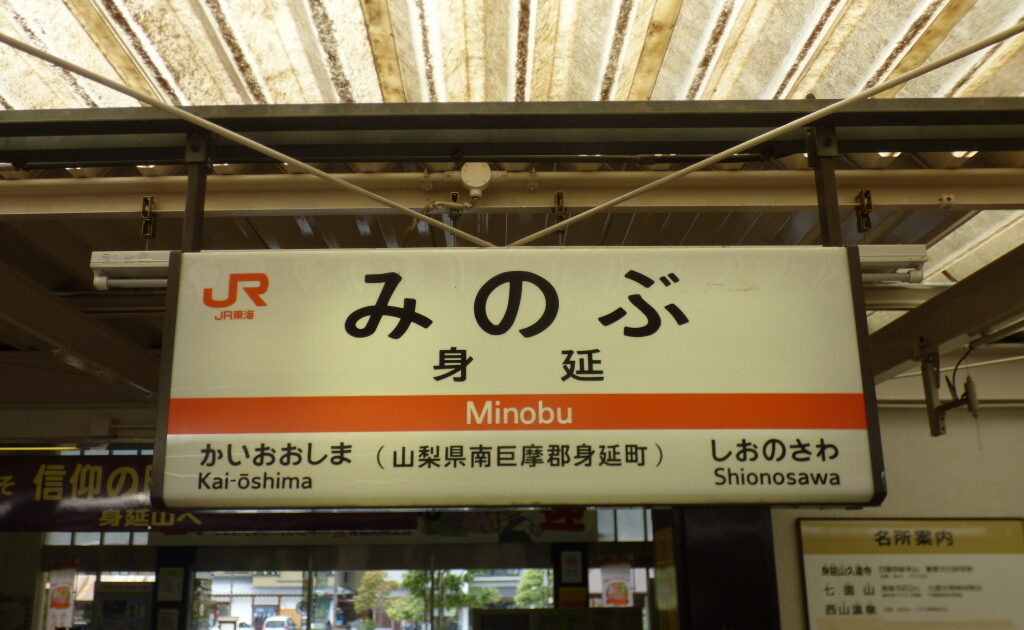 JR
JR東海
みのぶ
身延
Minobu
かいおおしま
Kai-ōshima
(山梨県南巨摩郡身延町)
しおのさわ
Shionosawa
そ 信仰の
身延山へ
名所案内
身延山久遠寺
七面山
西山温泉